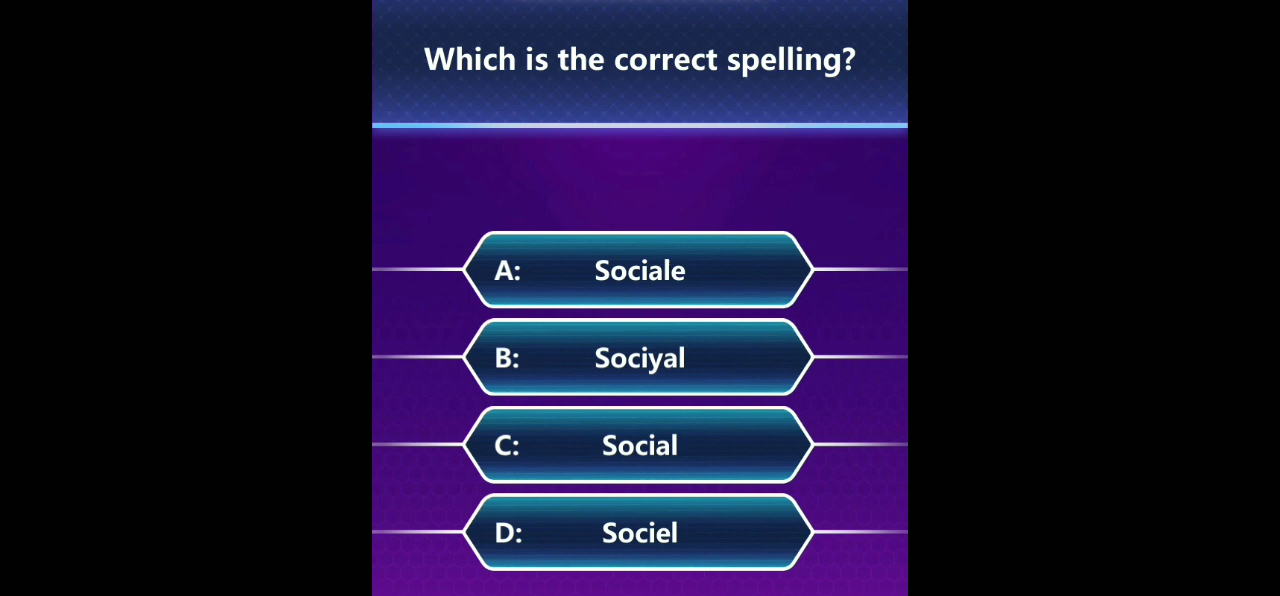 Which is the correct spelling?
A: Sociale
B: Sociyal
C: Social
D: Sociel